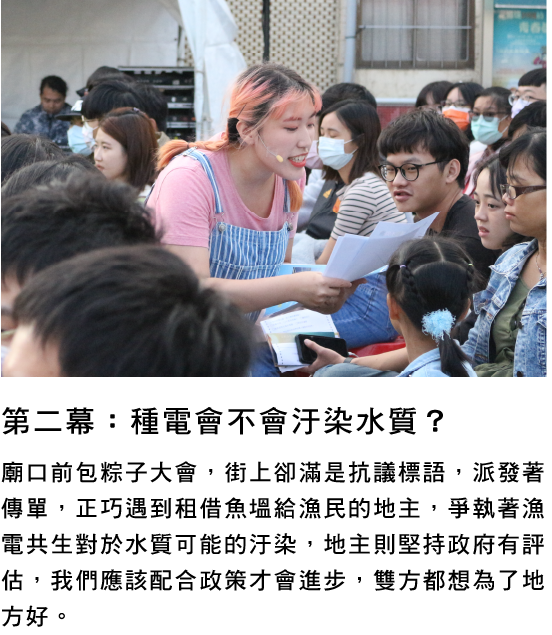 第二幕：種電會不會汙染水質？
廟口前包粽子大會，街上卻滿是抗議標語，派發著
傳單，正巧遇到租借魚塭給漁民的地主，爭執著漁
電共生對於水質可能的汙染，地主則堅持政府有評
估，我們應該配合政策才會進步，雙方都想為了地
方好。